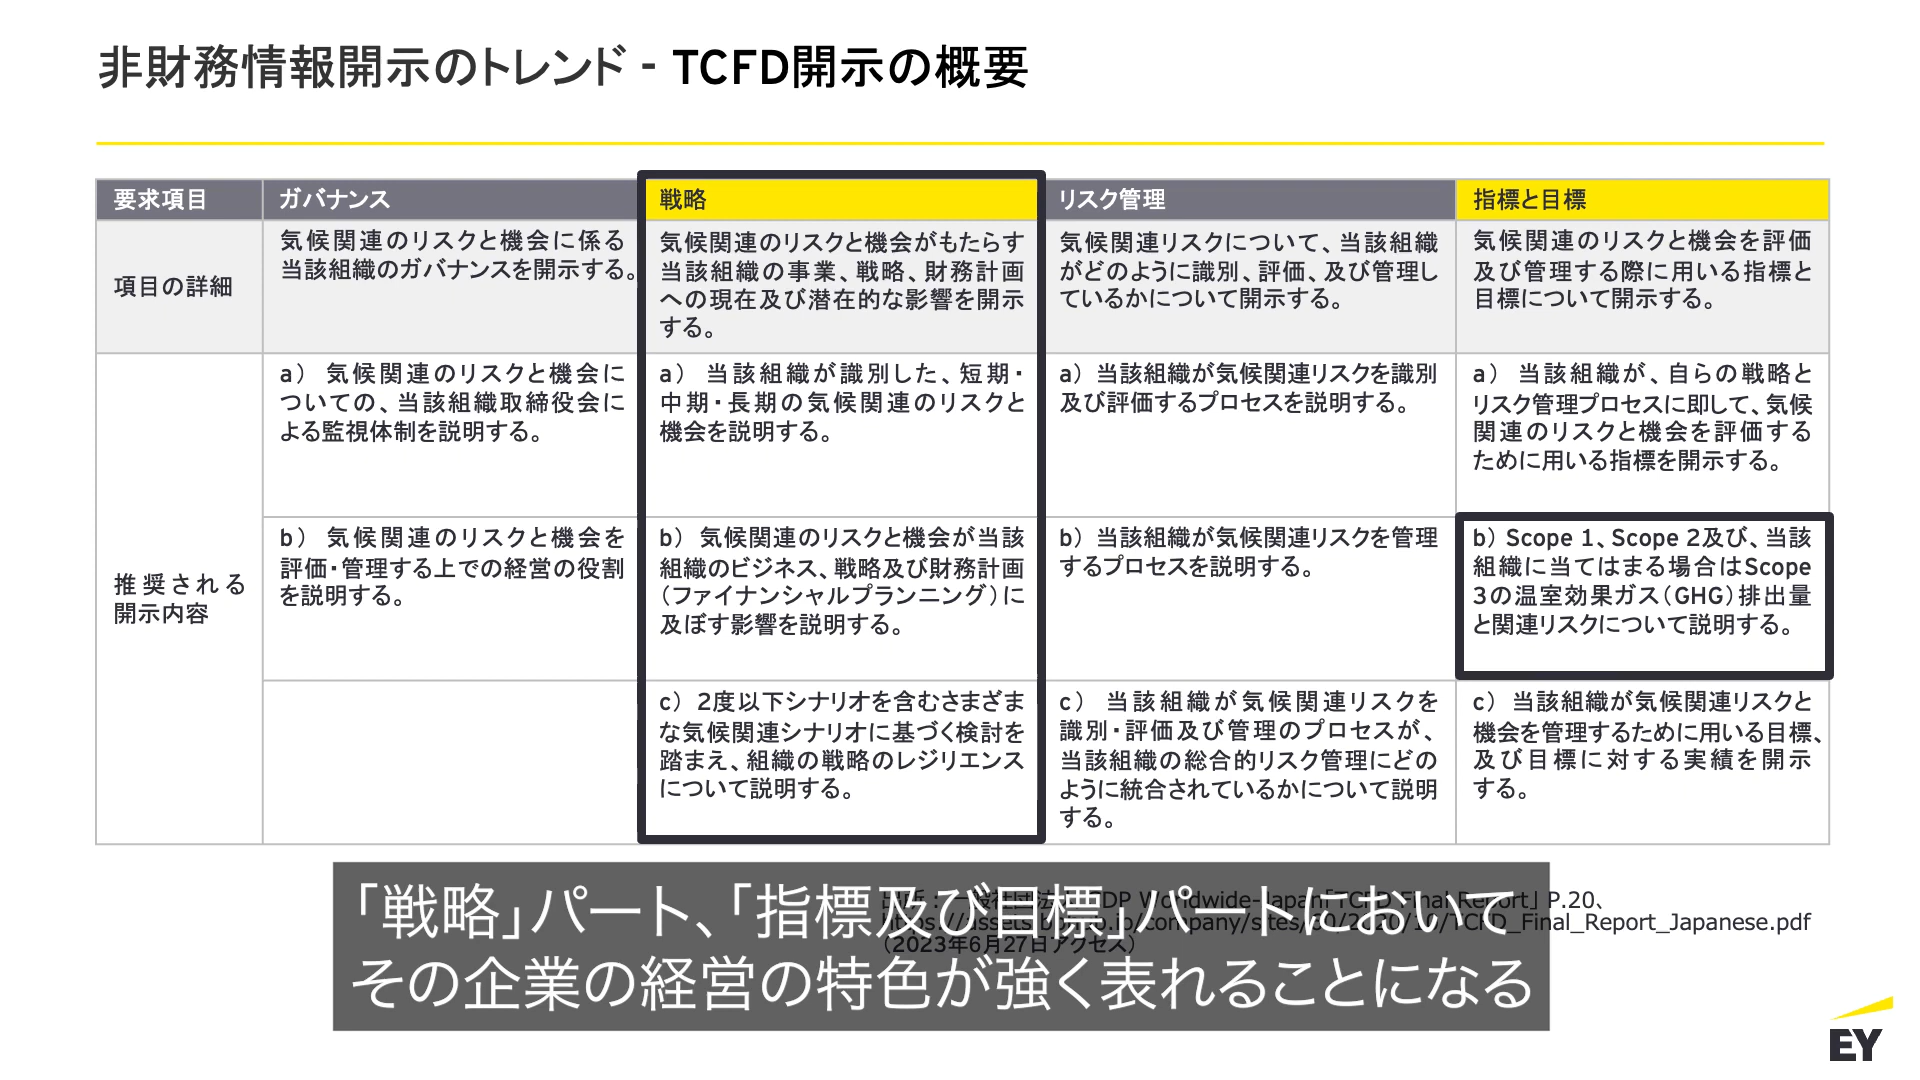 非財務情報開示のトレンド - TCFD開示の概要
要求項目
ガバナンス
戦略
リスク管理
指標と目標
項目の詳細
気候関連のリスクと機会に係る
当該組織のガバナンスを開示する。
気候関連のリスクと機会がもたらす
当該組織の事業、戦略、財務計画
への現在及び潜在的な影響を開示
する。
気候関連リスクについて、当該組織
がどのように識別、評価、及び管理し
ているかについて開示する。
気候関連のリスクと機会を評価
及び管理する際に用いる指標と
目標について開示する。
推奨される
開示内容
a） 気候関連のリスクと機会に
ついての、当該組織取締役会に
よる監視体制を説明する。
a） 当該組織が識別した、短期・
中期・長期の気候関連のリスクと
機会を説明する。
a）当該組織が気候関連リスクを識別
及び評価するプロセスを説明する。
a） 当該組織が、自らの戦略と
リスク管理プロセスに即して、気候
関連のリスクと機会を評価する
ために用いる指標を開示する。
b） 気候関連のリスクと機会を
評価・管理する上での経営の役割
を説明する。
b） 気候関連のリスクと機会が当該
組織のビジネス、戦略及び財務計画
（ファイナンシャルプランニング）に
及ぼす影響を説明する。
b）当該組織が気候関連リスクを管理
するプロセスを説明する。
b）Scope 1、Scope 2及び、当該
組織に当てはまる場合はScope
3の温室効果ガス（GHG）排出量
と関連リスクについて説明する。
c） 2度以下シナリオを含むさまざま
な気候関連シナリオに基づく検討を
踏まえ、組織の戦略のレジリエンス
について説明する。
c） 当該組織が気候関連リスクを
識別・評価及び管理のプロセスが、
当該組織の総合的リスク管理にどの
ように統合されているかについて説明
する。
c） 当該組織が気候関連リスクと
機会を管理するために用いる目標、
及び目標に対する実績を開示
する。
DP Worldwide-Japan「TCFD Final Report」 P.20、
/company/sites/ /2020/10/TCFD_Final_Report_Japanese.pdf
（2023年6月27日アクセス）
「戦略」パート、「指標及び目標」パートにおいて
その企業の経営の特色が強く表れることになる
EY